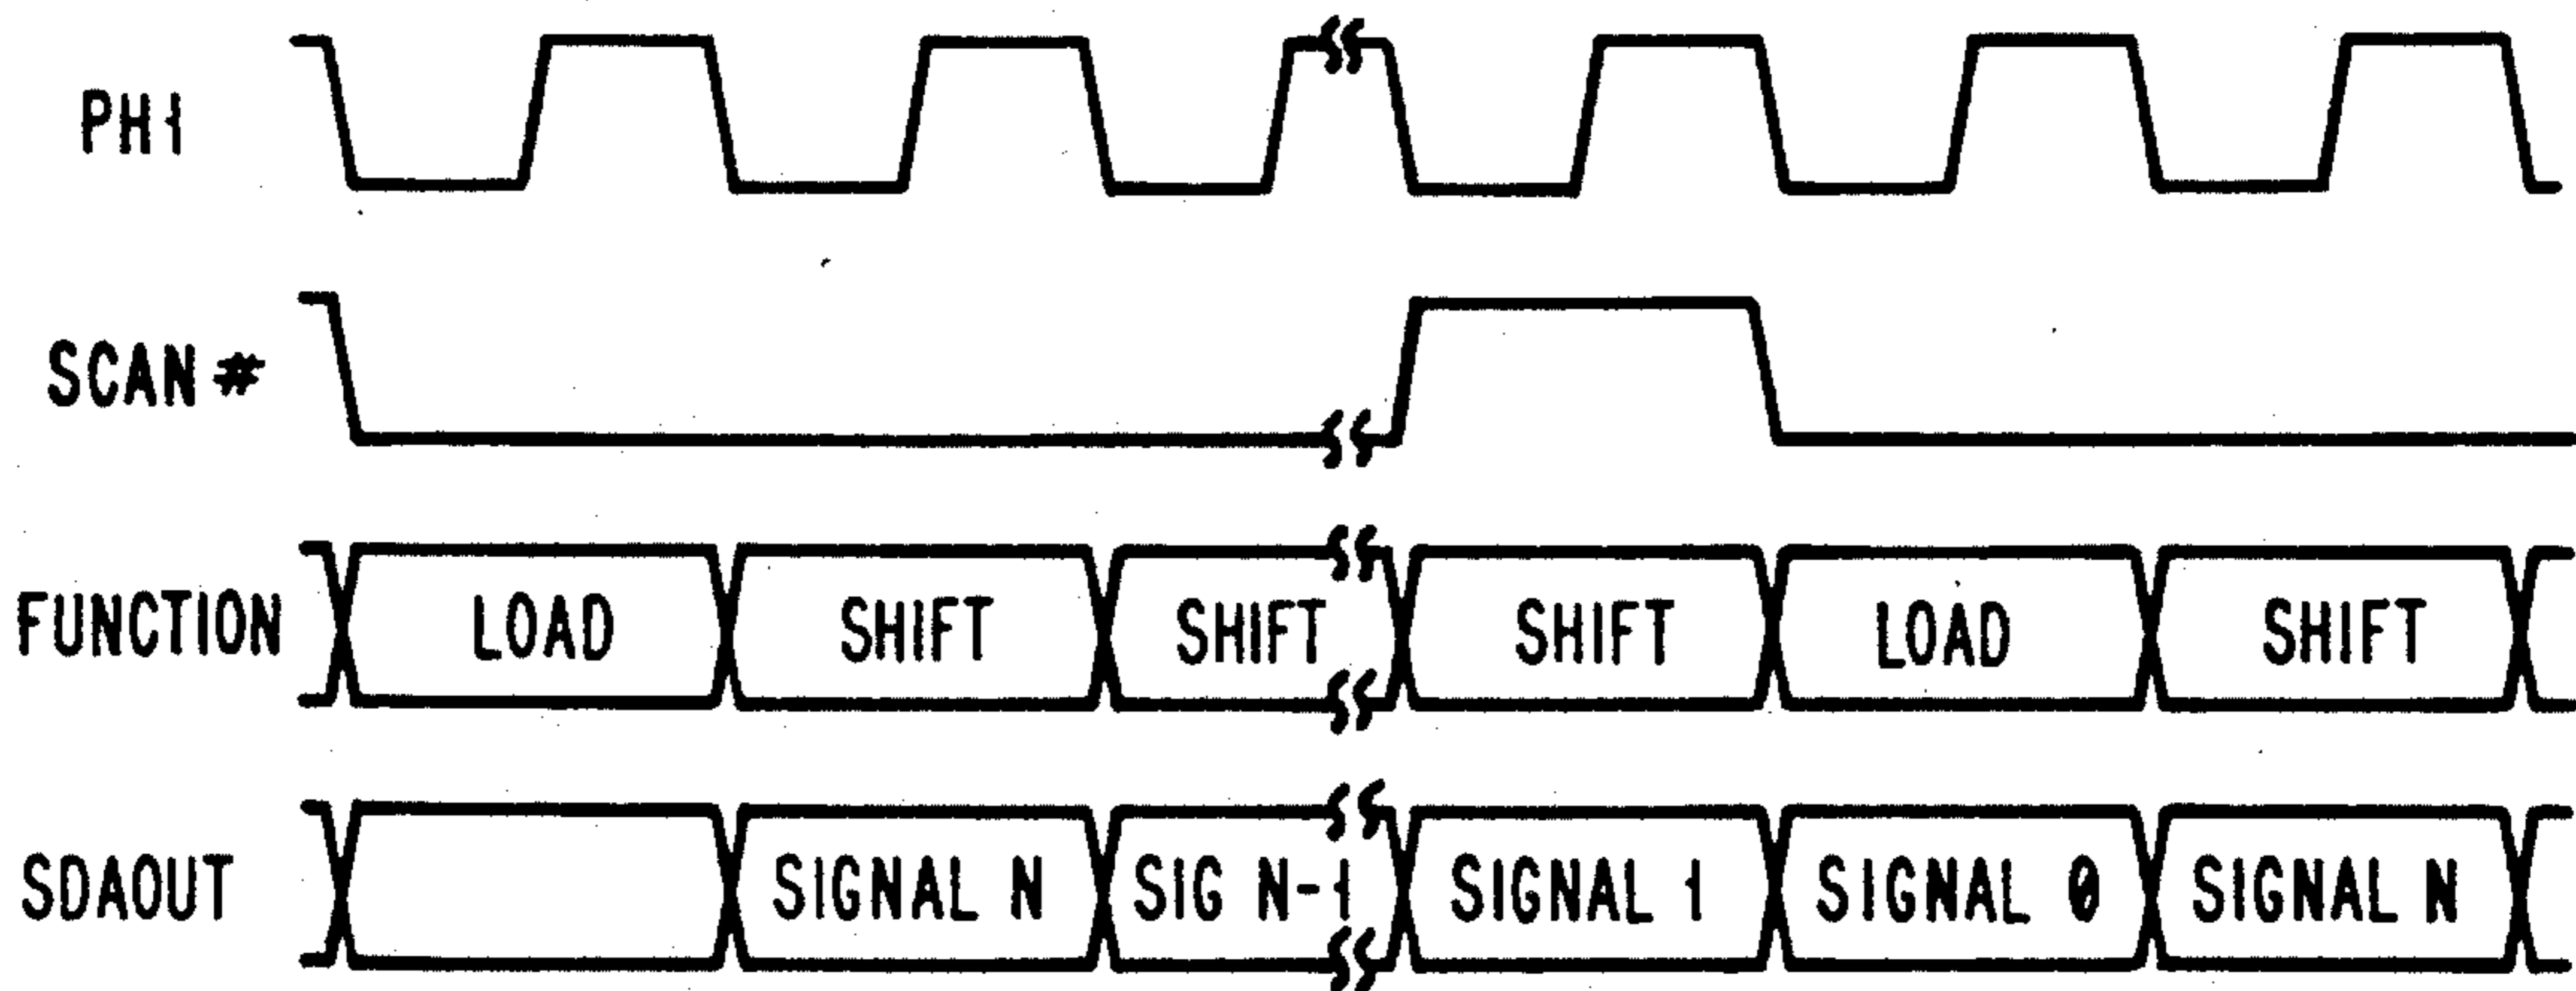 PH1
SCAN#
FUNCTION LOAD SHIFT SHIFT SHIFT LOAD SHIFT
SDAOUT SIGNAL N SIG N-1 SIGNAL 1 SIGNAL 0 SIGNAL N